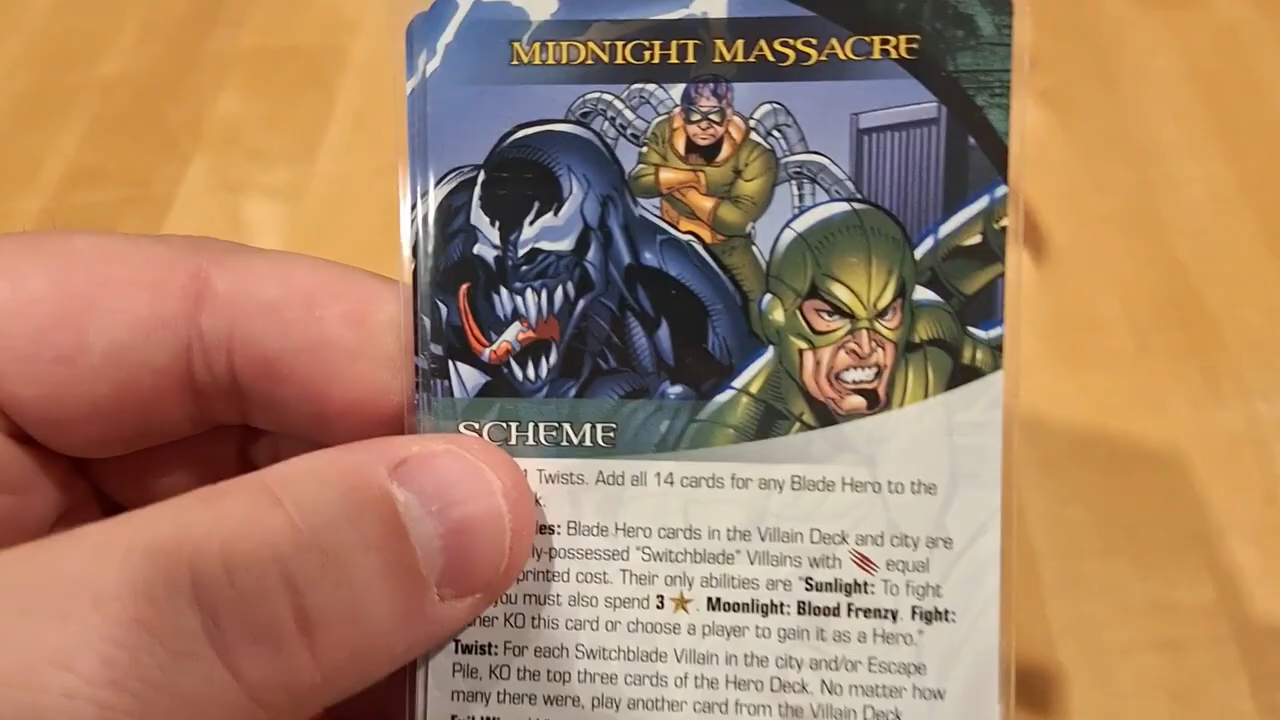 MIDNIGHT MASSACRE
SCHEME
Twists. Add all 14 cards for any Blade Hero to the
Blade Hero cards in the Villain Deck and city are
"Switchblade" Villains with equal
printed cost. Their only abilities are "Sunlight: To fight
you must also spend 3 . Moonlight: Blood Frenzy. Fight:
KO this card or choose a player to gain it as a Hero."
Twist: For each Switchblade Villain in the city and/or Escape
Pile, KO the top three cards of the Hero Deck. No matter how
many there were, play another card from the Villain Deck.